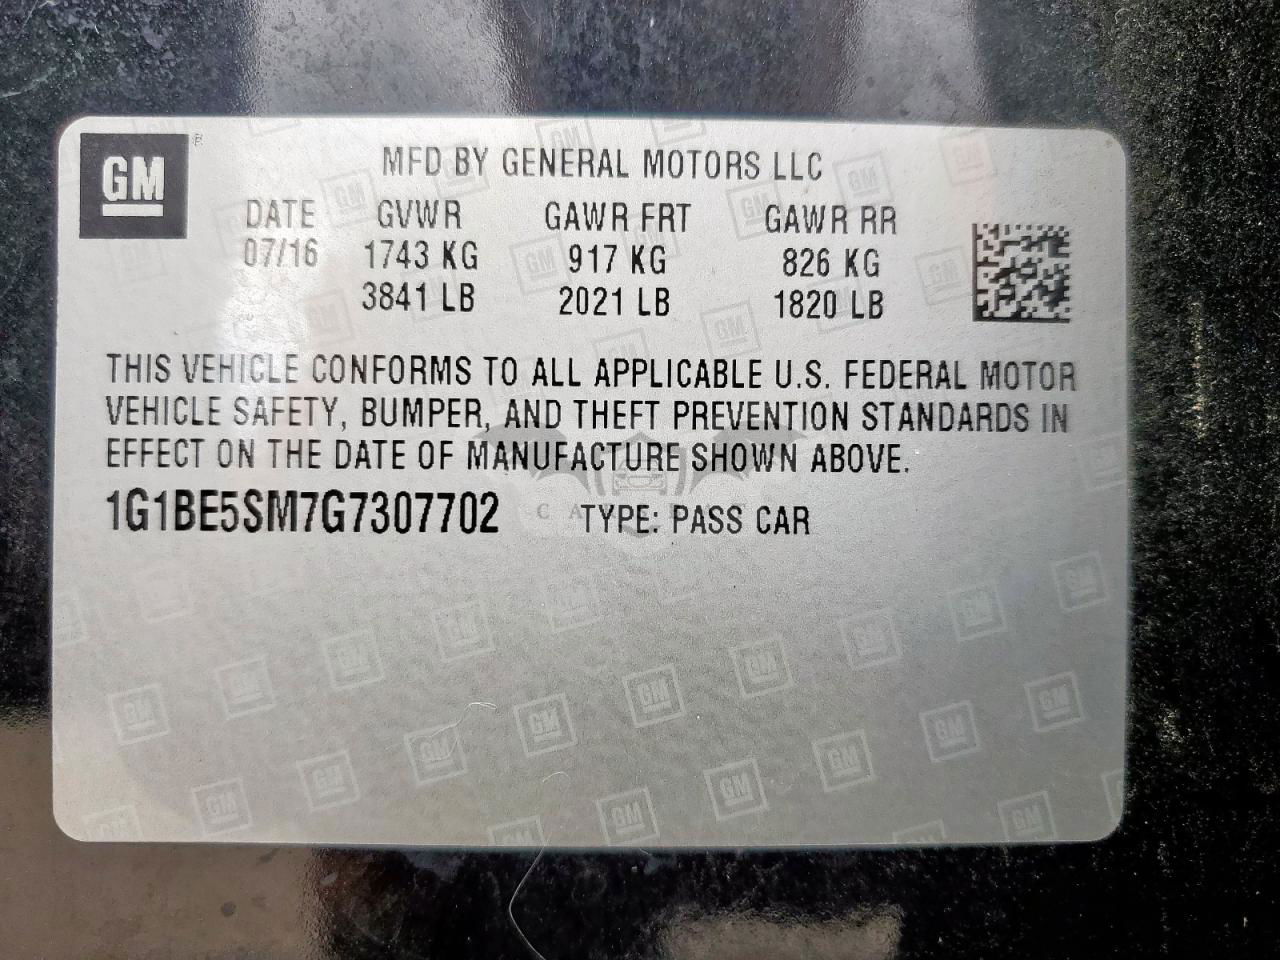 GM ®
MFD BY GENERAL MOTORS LLC
DATE GVWR GAWR FRT GAWR RR
07/16 1743 KG 917 KG 826 KG
3841 LB 2021 LB 1820 LB
THIS VEHICLE CONFORMS TO ALL APPLICABLE U.S. FEDERAL MOTOR
VEHICLE SAFETY, BUMPER, AND THEFT PREVENTION STANDARDS IN
EFFECT ON THE DATE OF MANUFACTURE SHOWN ABOVE.
1G1BE5SM7G7307702 TYPE: PASS CAR